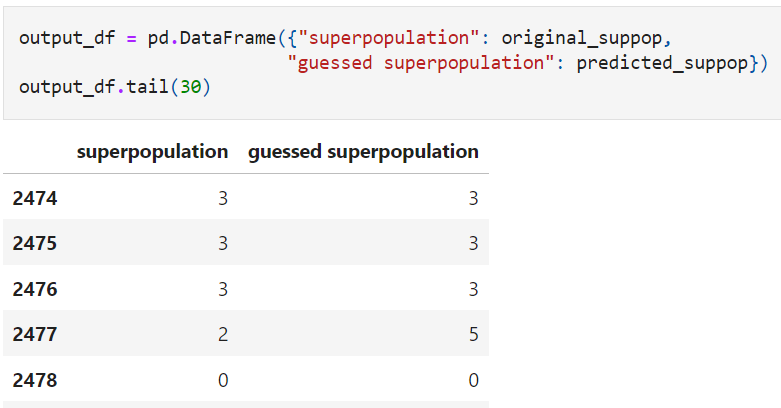 output_df = pd.DataFrame({"superpopulation": original_suppop,
"guessed superpopulation": predicted_suppop})
output_df.tail(30)
superpopulation guessed superpopulation
2474 3 3
2475 3 3
2476 3 3
2477 2 5
2478 0 0